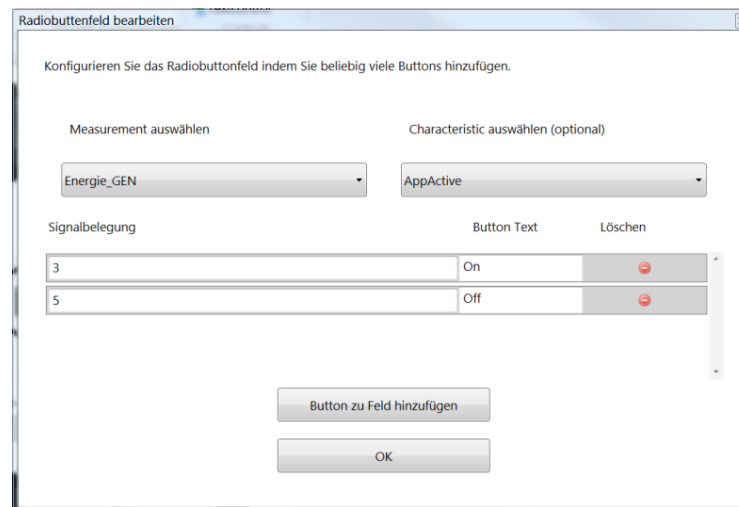 Radiobuttenfeld bearbeiten
Konfigurieren Sie das Radiobuttonfeld indem Sie beliebig viele Buttons hinzufügen.
Measurement auswählen Characteristic auswählen (optional)
Energie_GEN AppActive
Signalbelegung Button Text Löschen
3 On
5 Off
Button zu Feld hinzufügen
OK